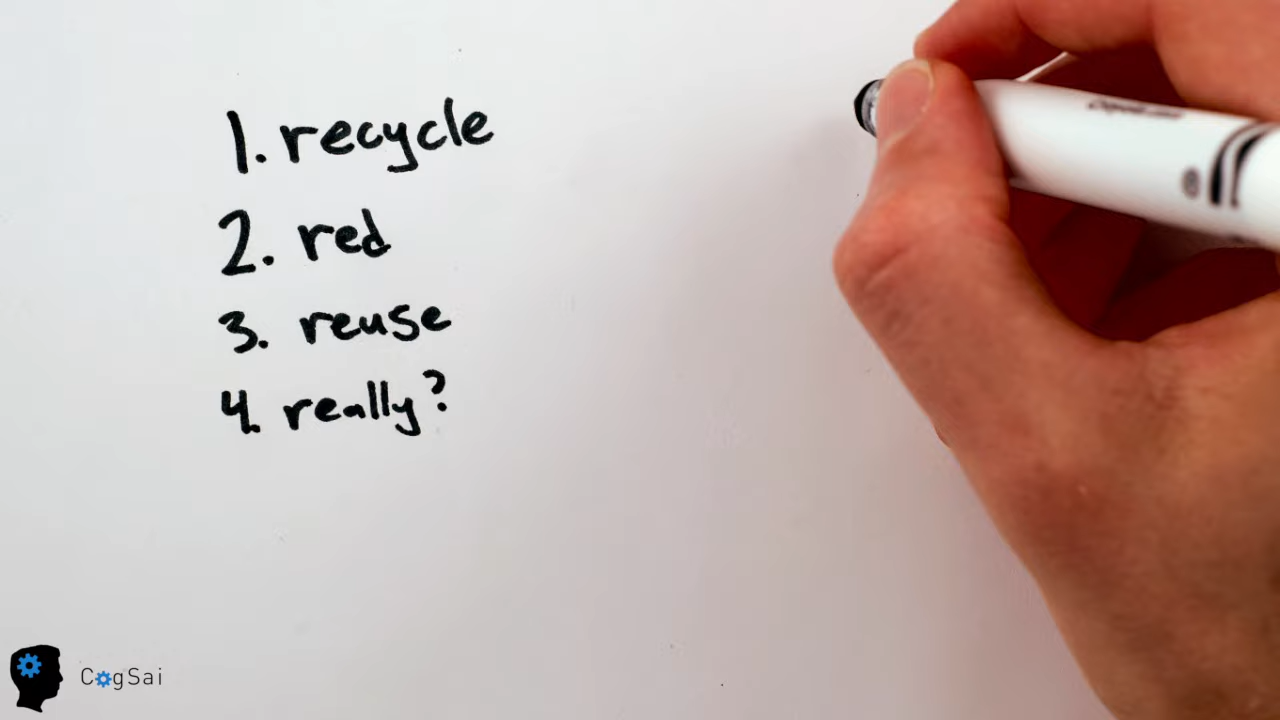 1. recycle
2. red
3. reuse
4. really?
CogSai